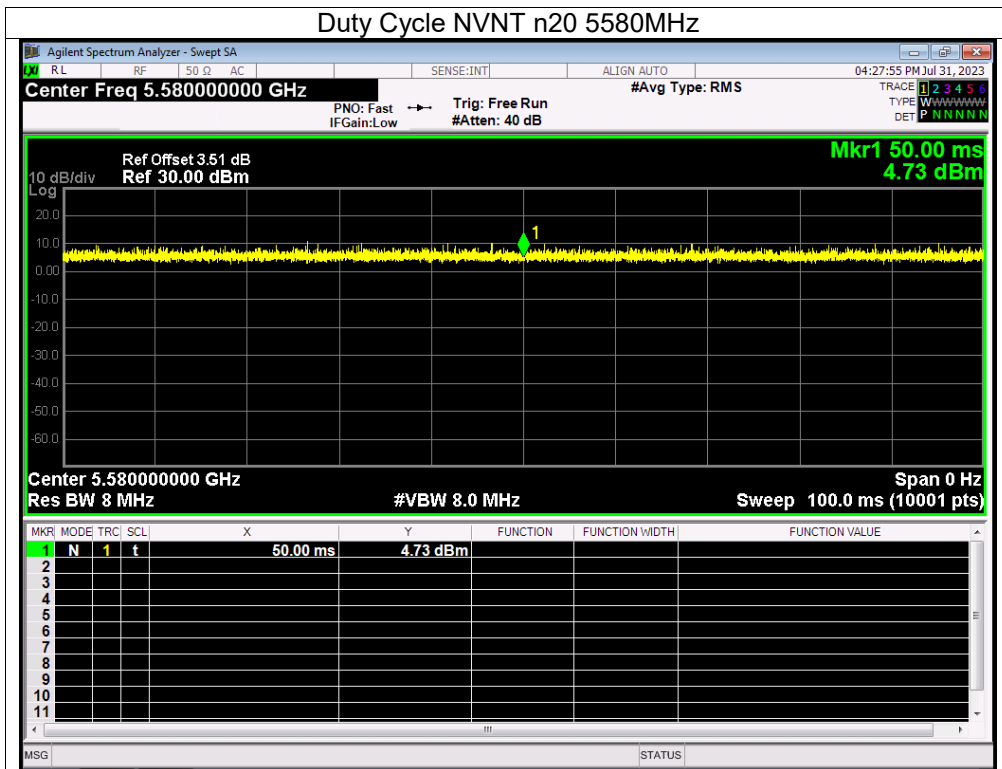 Duty Cycle NVNT n20 5580MHz
Agilent Spectrum Analyzer - Swept SA
LXI RL RF 50 Ω AC SENSE:INT ALIGN AUTO 04:27:55 PM Jul 31, 2023
Center Freq 5.580000000 GHz #Avg Type: RMS TRACE 1 2 3 4 5 6
PNO: Fast Trig: Free Run TYPE WWWWWW
IFGain:Low #Atten: 40 dB DET P N N N N N
Mkr1 50.00 ms
Ref Offset 3.51 dB
10 dB/div Ref 30.00 dBm 4.73 dBm
Log
20.0
1
10.0
0.00
-10.0
-20.0
-30.0
-40.0
-50.0
-60.0
Center 5.580000000 GHz Span 0 Hz
Res BW 8 MHz #VBW 8.0 MHz Sweep 100.0 ms (10001 pts)
MKR MODE TRC SCL X Y FUNCTION FUNCTION WIDTH FUNCTION VALUE
1 N 1 t 50.00 ms 4.73 dBm
2
3
4
5
6
7
8
9
10
11
MSG STATUS